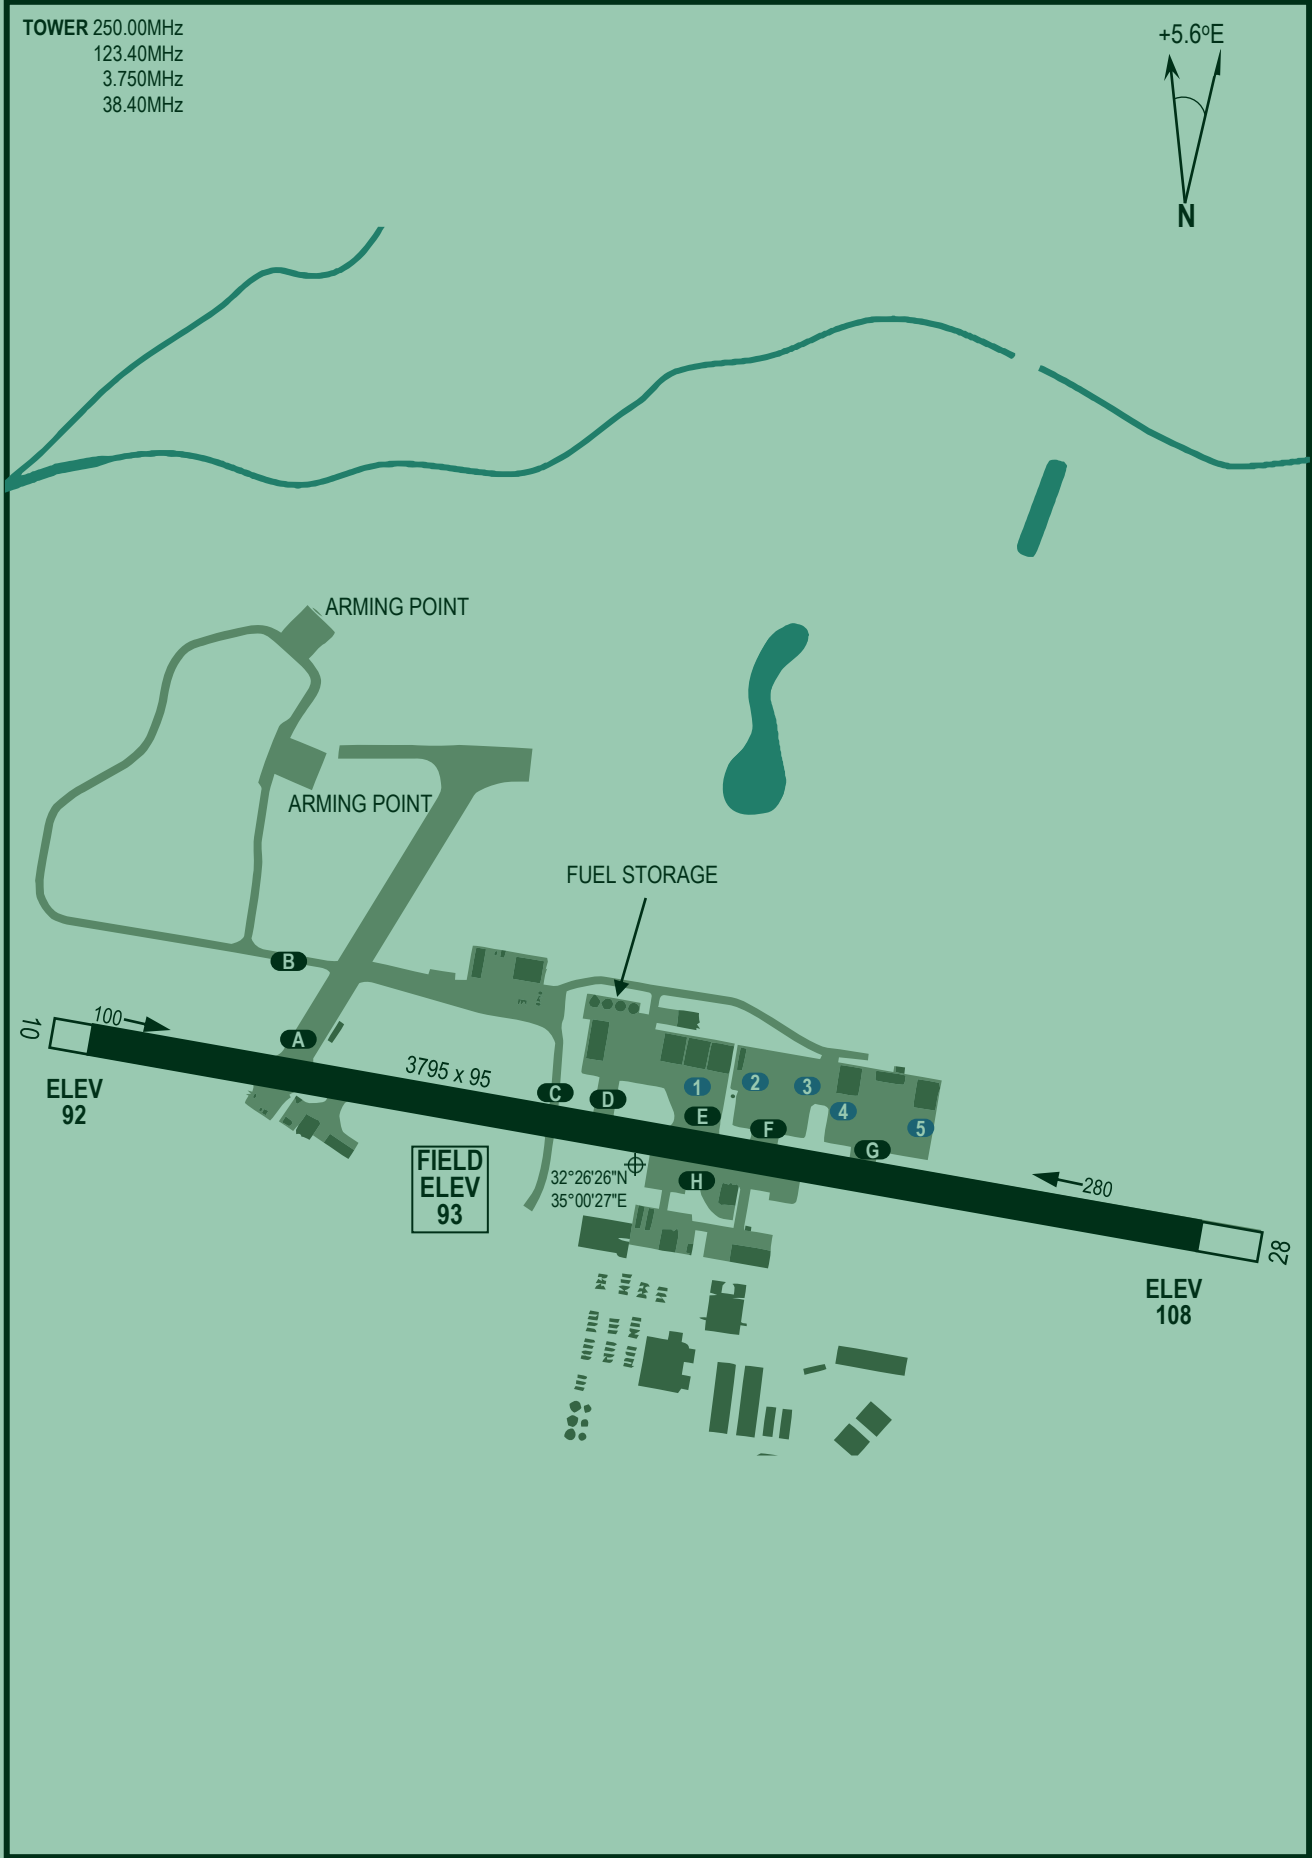 TOWER 250.00MHz
123.40MHz
3.750MHz
38.40MHz
+5.6ºE
N
ARMING POINT
ARMING POINT
FUEL STORAGE
B
10
100
A
ELEV
92
3795 x 95
C
D
1
2
3
4
5
E
F
G
H
FIELD
ELEV
93
32°26'26"N
35°00'27"E
280
28
ELEV
108